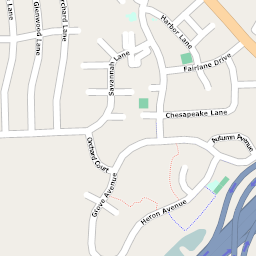 Lane
Glenwood Lane
Orchard Lane
Savannah Lane
Harbor Lane
Fairlane Drive
Chesapeake Lane
Autumn Avenue
Orchard Court
Grove Avenue
Heron Avenue